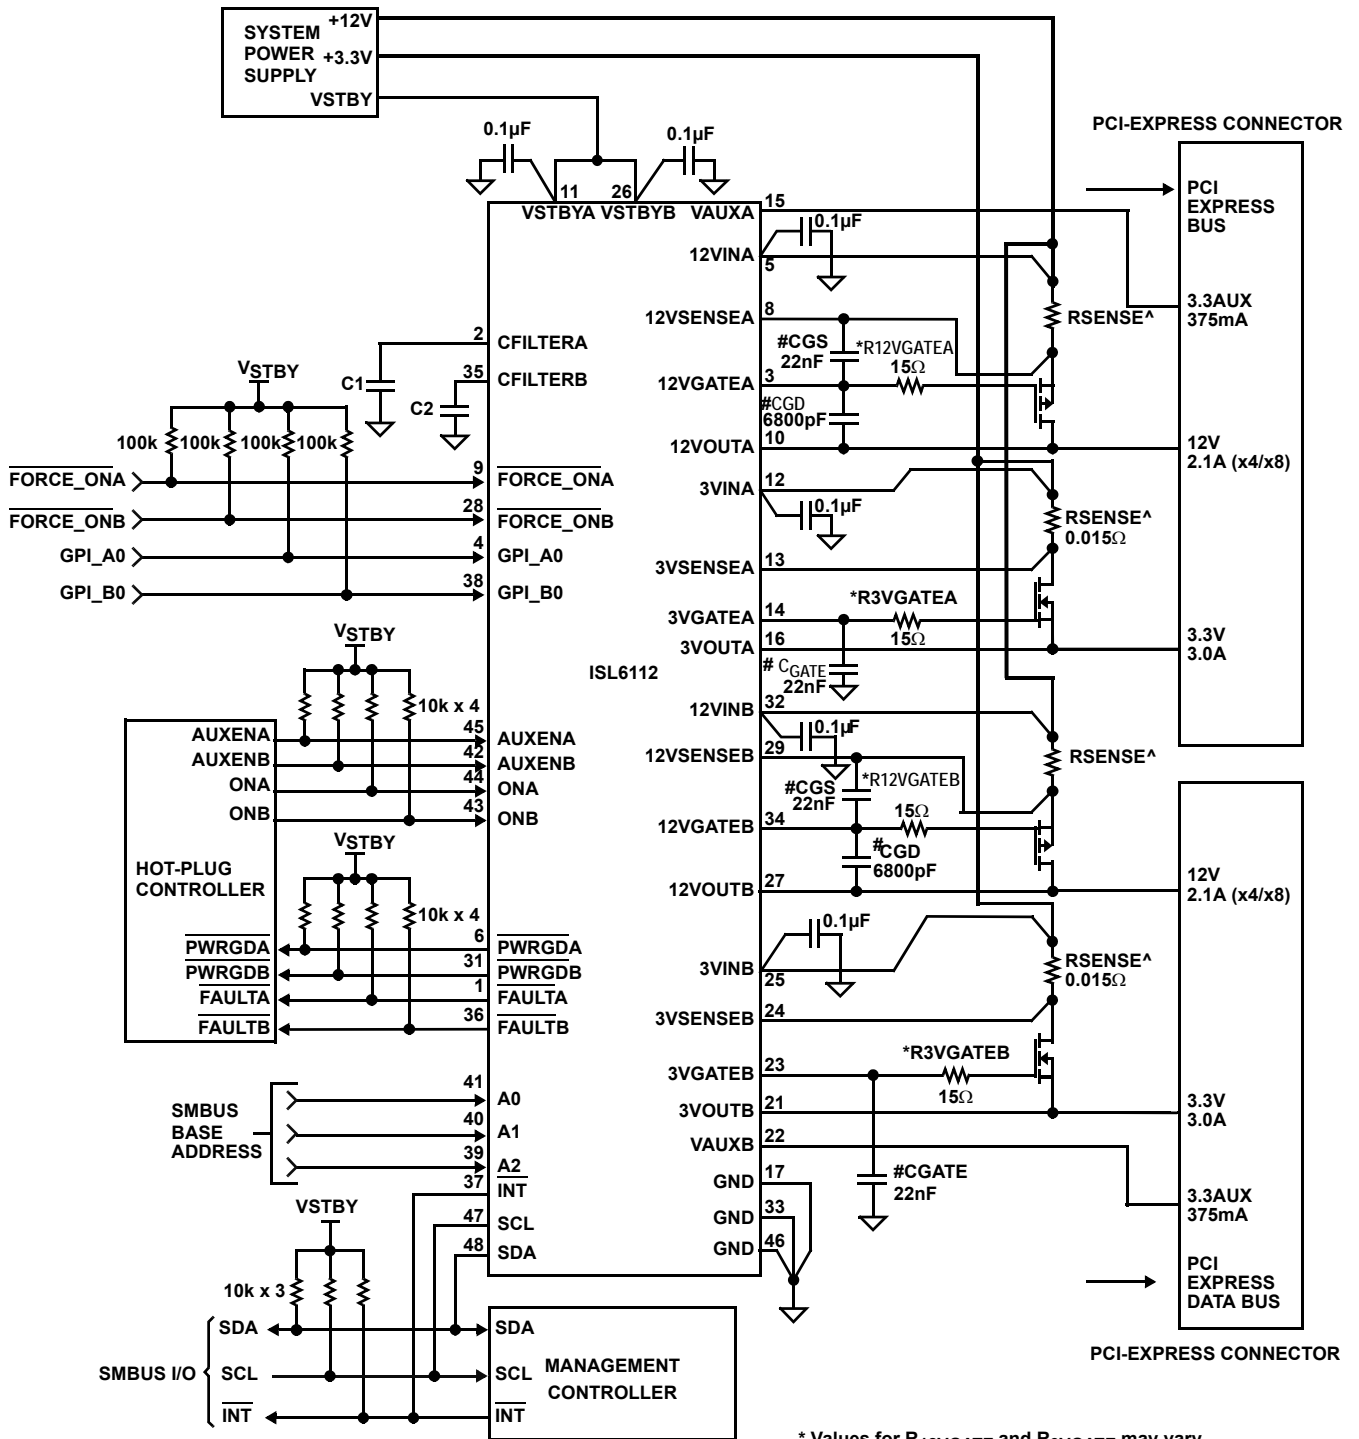 SYSTEM
POWER
SUPPLY
+12V
+3.3V
VSTBY
0.1µF
0.1µF
PCI-EXPRESS CONNECTOR
11
26
VSTBYA
VSTBYB
VAUXA
15
PCI
EXPRESS
BUS
0.1µF
12VINA
5
12VSENSEA
8
RSENSE^
3.3AUX
375mA
#CGS
22nF
*R12VGATEA
15Ω
2
CFILTERA
35
CFILTERB
C1
C2
12VGATEA
3
#CGD
6800pF
12VOUTA
10
12V
2.1A (x4/x8)
VSTBY
100k
100k
100k
100k
FORCE_ONA
9
FORCE_ONA
FORCE_ONB
28
FORCE_ONB
GPI_A0
4
GPI_A0
GPI_B0
38
GPI_B0
3VINA
12
0.1µF
RSENSE^
0.015Ω
3VSENSEA
13
*R3VGATEA
15Ω
3VGATEA
14
3VOUTA
16
3.3V
3.0A
# CGATE
22nF
ISL6112
VSTBY
10k x 4
12VINB
32
0.1µF
12VSENSEB
29
RSENSE^
#CGS
22nF
*R12VGATEB
15Ω
AUXENA
45
AUXENA
AUXENB
42
AUXENB
ONA
44
ONA
ONB
43
ONB
12VGATEB
34
#CGD
6800pF
12VOUTB
27
12V
2.1A (x4/x8)
HOT-PLUG
CONTROLLER
VSTBY
10k x 4
PWRGDA
6
PWRGDA
PWRGDB
31
PWRGDB
FAULTA
1
FAULTA
FAULTB
36
FAULTB
0.1µF
3VINB
25
RSENSE^
0.015Ω
3VSENSEB
24
*R3VGATEB
15Ω
3VGATEB
23
3VOUTB
21
3.3V
3.0A
VAUXB
22
#CGATE
22nF
3.3AUX
375mA
SMBUS
BASE
ADDRESS
41
A0
40
A1
39
A2
37
INT
47
SCL
48
SDA
GND
17
GND
33
GND
46
VSTBY
10k x 3
PCI
EXPRESS
DATA BUS
PCI-EXPRESS CONNECTOR
SMBUS I/O
SDA
SCL
INT
SDA
SCL
INT
MANAGEMENT
CONTROLLER
* Values for R12VGATE and R3VGATE may vary